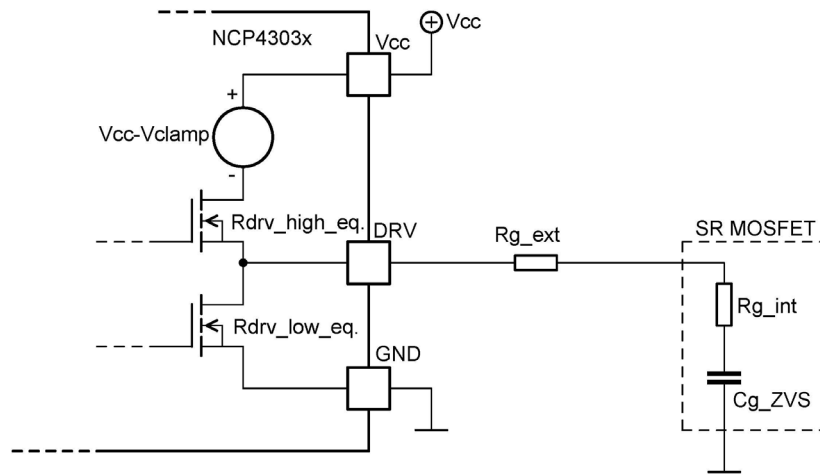 NCP4303x
Vcc
Vcc
+
Vcc-Vclamp
-
Rdrv_high_eq.
DRV
Rg_ext
SR MOSFET
Rg_int
Rdrv_low_eq.
GND
Cg_ZVS